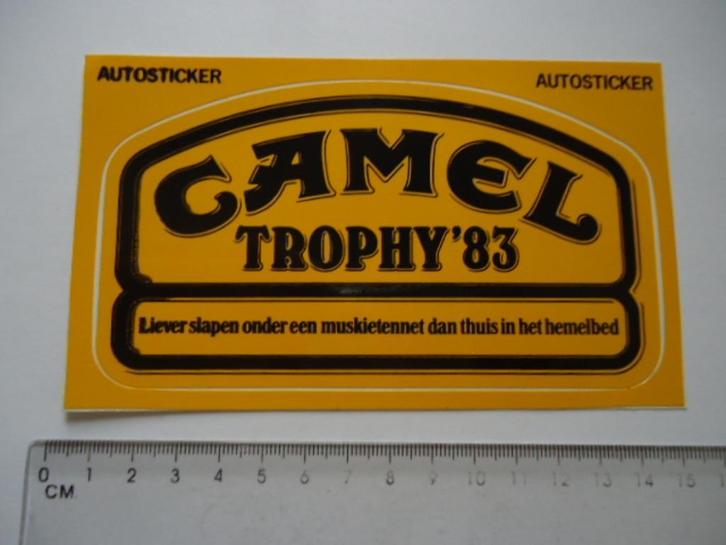 AUTOSTICKER AUTOSTICKER
CAMEL
TROPHY '83
Liever slapen onder een muskietennet dan thuis in het hemelbed
0 1 2 3 4 5 6 7 8 9 10 11 12 13 14 15
CM